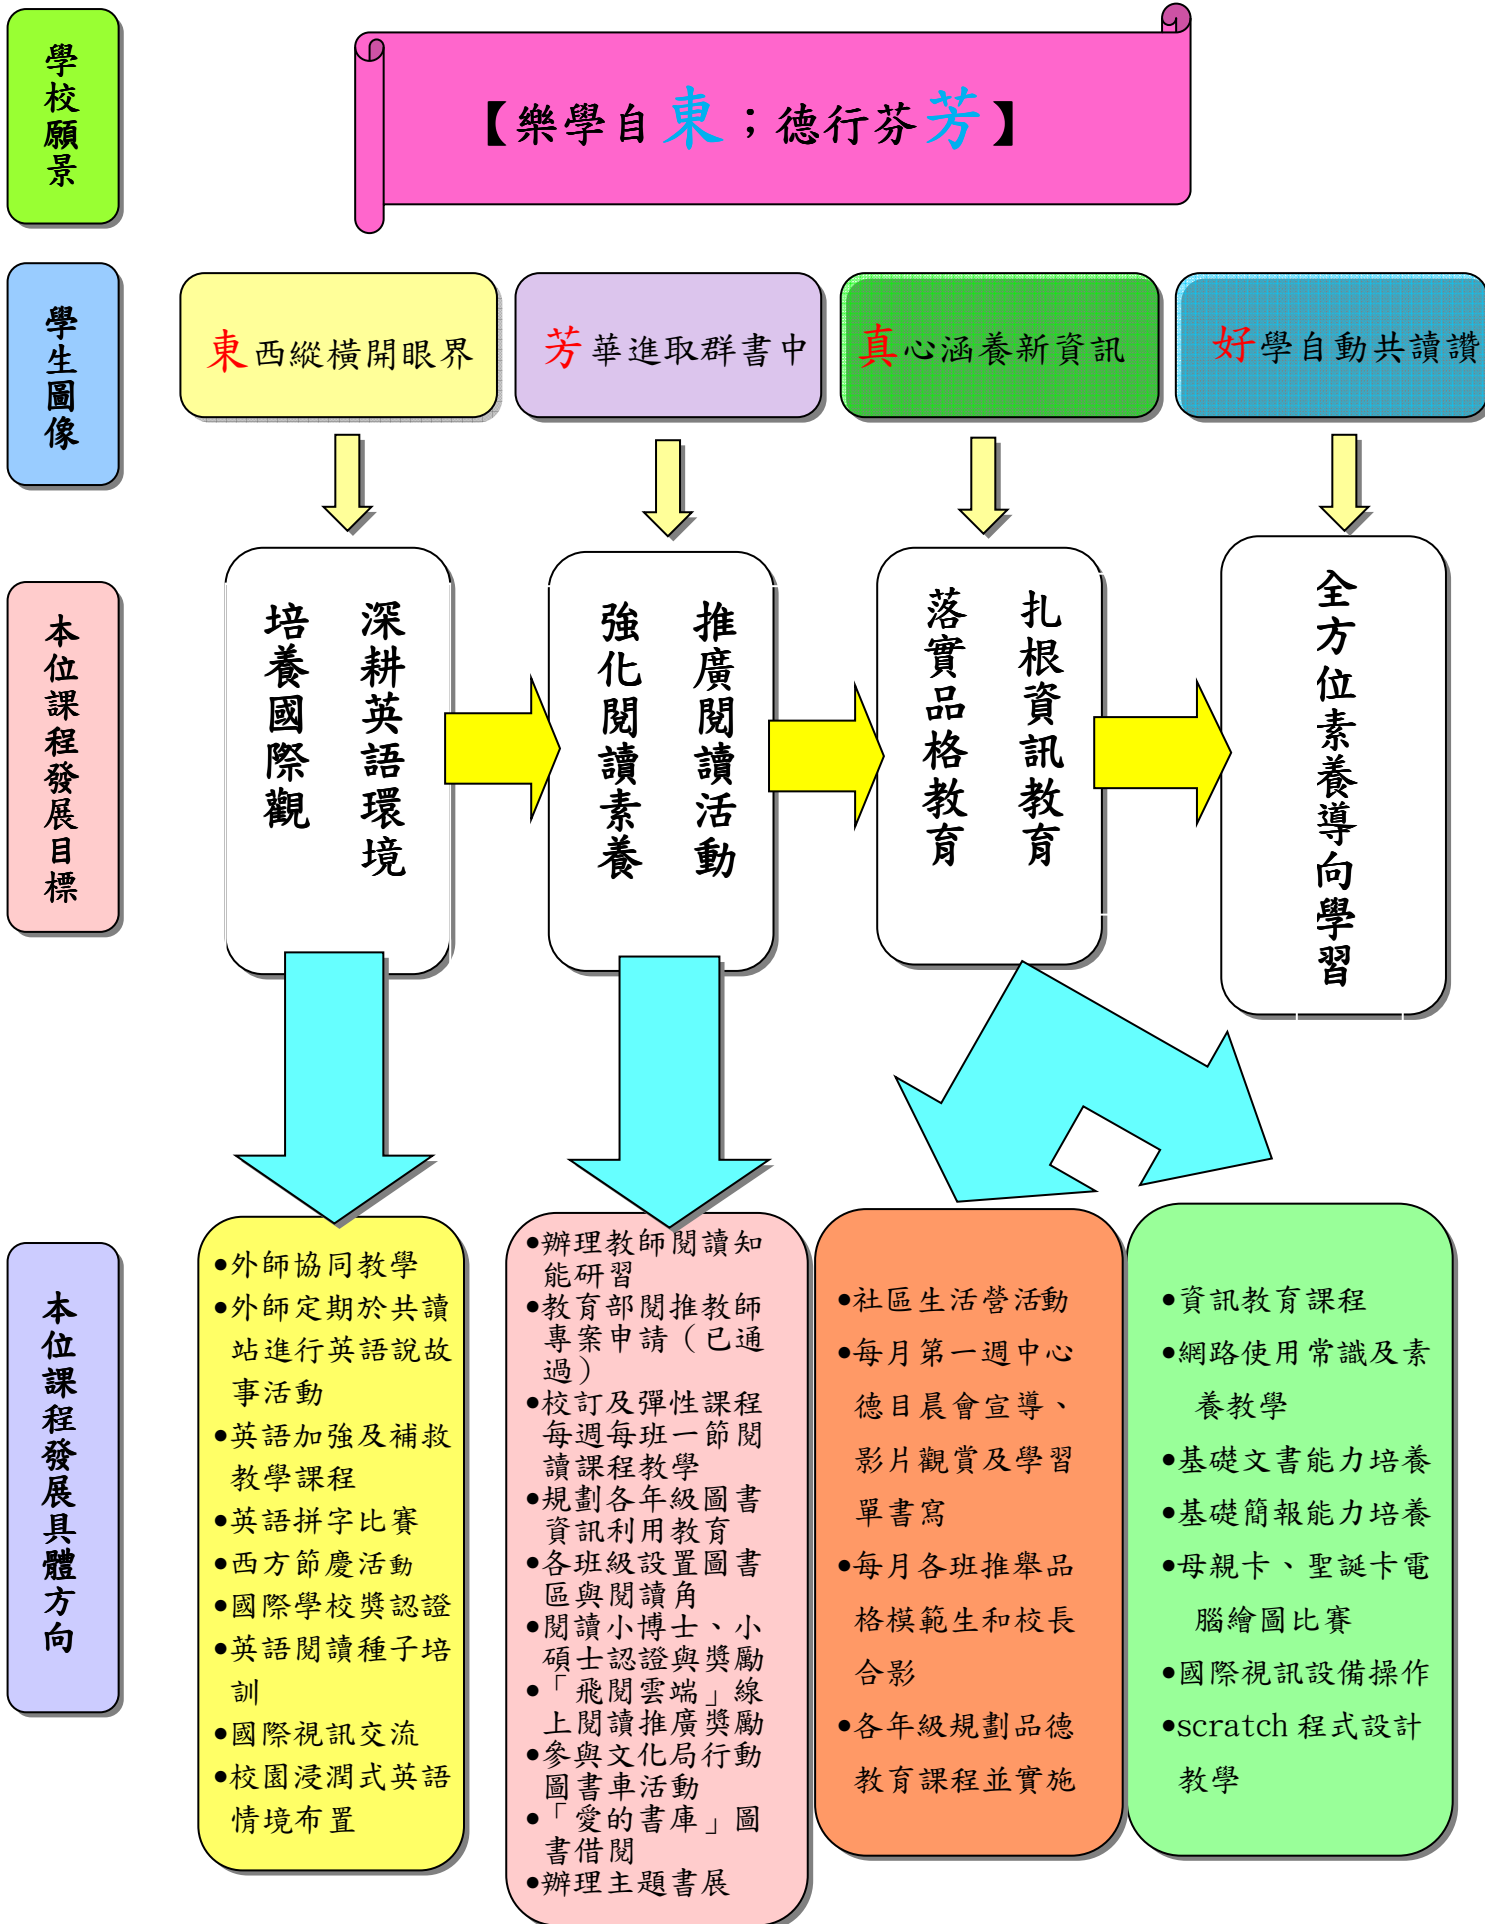 學校願景
【樂學自東；德行芬芳】
學生圖像
東西縱橫開眼界
芳華進取群書中
真心涵養新資訊
好學自動共讀讚
本位課程發展目標
深耕英語環境
培養國際觀
推廣閱讀活動
強化閱讀素養
扎根資訊教育
落實品格教育
全方位素養導向學習
本位課程發展具體方向
●外師協同教學
●外師定期於共讀
站進行英語說故
事活動
●英語加強及補救
教學課程
●英語拼字比賽
●西方節慶活動
●國際學校獎認證
●英語閱讀種子培
訓
●國際視訊交流
●校園浸潤式英語
情境布置
●辦理教師閱讀知
能研習
●教育部閱推教師
專案申請（已通
過）
●校訂及彈性課程
每週每班一節閱
讀課程教學
●規劃各年級圖書
資訊利用教育
●各班級設置圖書
區與閱讀角
●閱讀小博士、小
碩士認證與獎勵
●「飛閱雲端」線
上閱讀推廣獎勵
●參與文化局行動
圖書車活動
●「愛的書庫」圖
書借閱
●辦理主題書展
●社區生活營活動
●每月第一週中心
德目晨會宣導、
影片觀賞及學習
單書寫
●每月各班推舉品
格模範生和校長
合影
●各年級規劃品德
教育課程並實施
●資訊教育課程
●網路使用常識及素
養教學
●基礎文書能力培養
●基礎簡報能力培養
●母親卡、聖誕卡電
腦繪圖比賽
●國際視訊設備操作
●scratch 程式設計
教學